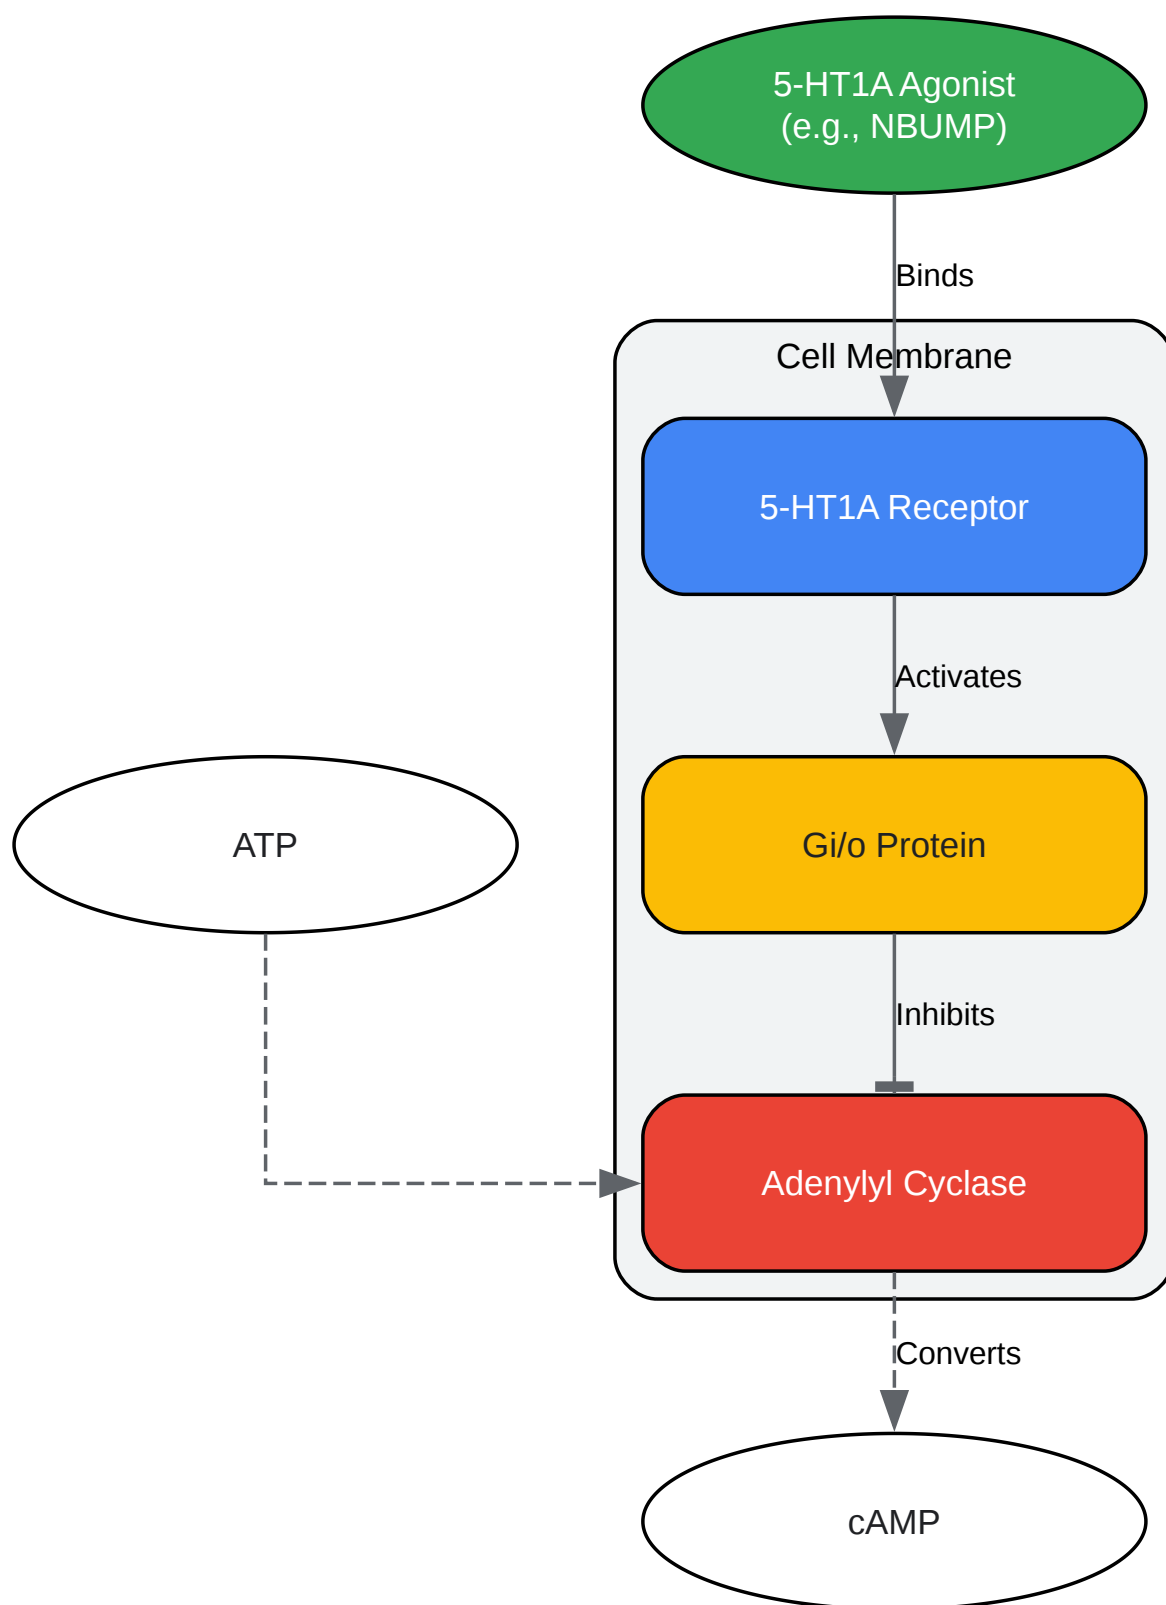 5-HT1A Agonist
(e.g., NBUMP)
Binds
Cell Membrane
5-HT1A Receptor
Activates
ATP
Gi/o Protein
Inhibits
Adenylyl Cyclase
Converts
cAMP